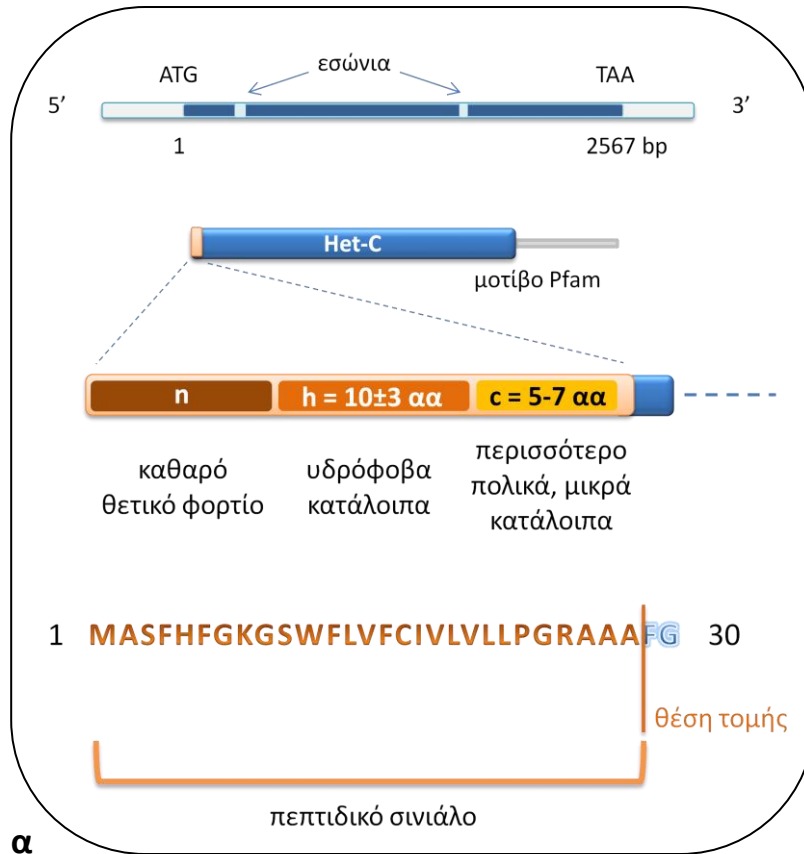 εσώνια
ATG TAA
5’ 3’
1 2567 bp
Het-C
μοτίβο Pfam
n h = 10±3 αα c = 5-7 αα
καθαρό
θετικό φορτίο
υδρόφοβα
κατάλοιπα
περισσότερο
πολικά, μικρά
κατάλοιπα
1 MASFHFGKGSWFLVFCIVLVLLPGRAAAFG 30
θέση τομής
πεπτιδικό σινιάλο
α